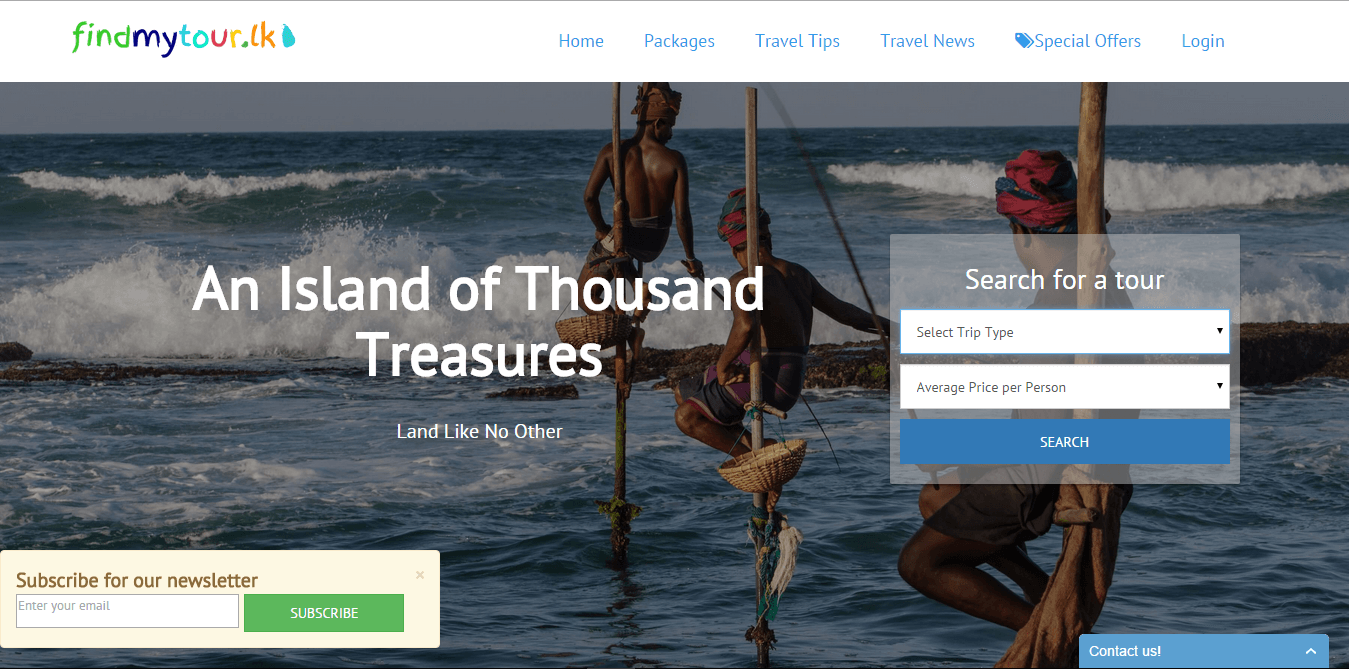 findmytour.lk
Home
Packages
Travel Tips
Travel News
Special Offers
Login
An Island of Thousand
Treasures
Land Like No Other
Search for a tour
Select Trip Type
Average Price per Person
SEARCH
Subscribe for our newsletter
×
Enter your email
SUBSCRIBE
Contact us!